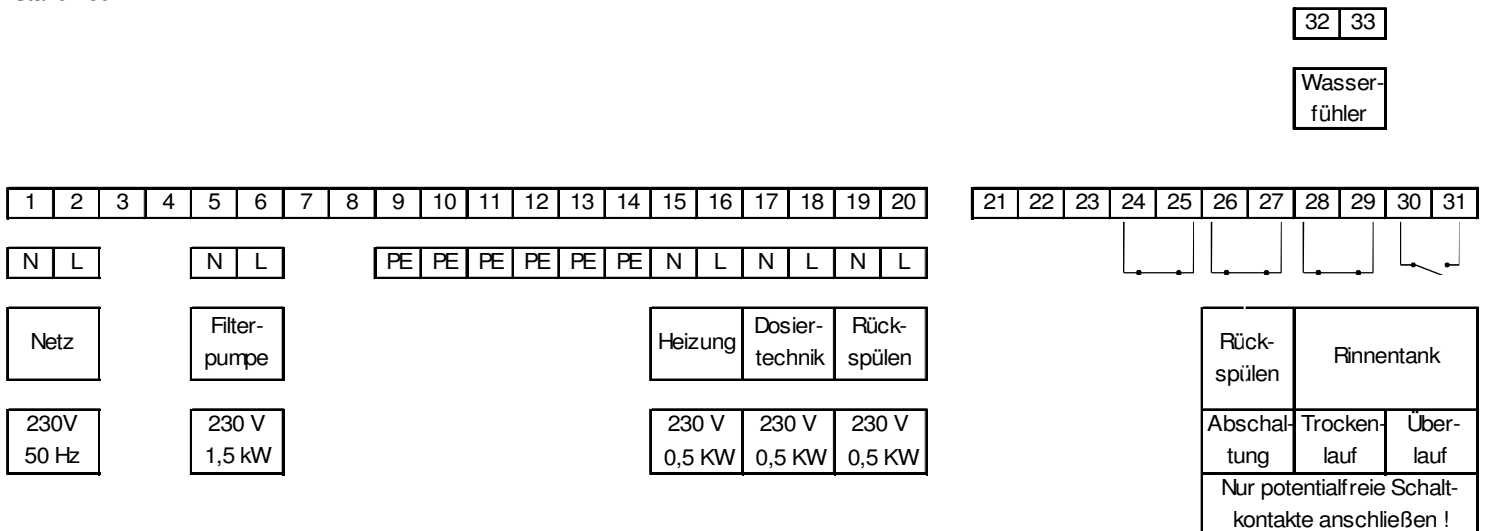 32 33
Wasser-
fühler
1 2 3 4 5 6 7 8 9 10 11 12 13 14 15 16 17 18 19 20 21 22 23 24 25 26 27 28 29 30 31
N L N L PE PE PE PE PE PE N L N L N L
Netz
Filter-
pumpe
Heizung
Dosier-
technik
Rück-
spülen
Rück-
spülen
Rinnentank
230V
50 Hz
230 V
1,5 kW
230 V
0,5 KW
230 V
0,5 KW
230 V
0,5 KW
Abschal-
tung
Trocken-
lauf
Über-
lauf
Nur potentialfreie Schalt-
kontakte anschließen !